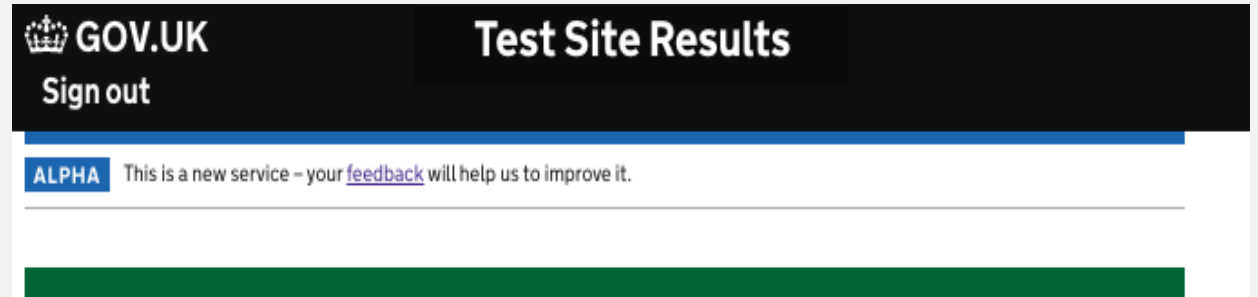 GOV.UK Test Site Results
Sign out
ALPHA This is a new service – your feedback will help us to improve it.